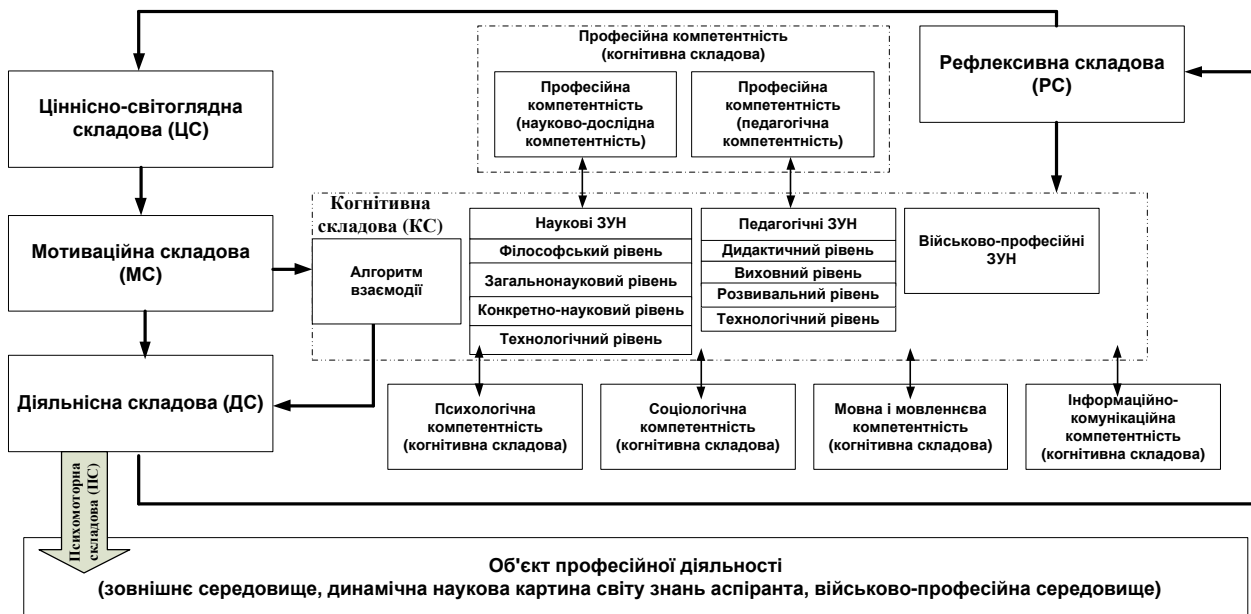 Професійна компетентність
(когнітивна складова)
Рефлексивна складова
(РС)
Ціннісно-світоглядна
складова (ЦС)
Професійна
компетентність
(науково-дослідна
компетентність)
Професійна
компетентність
(педагогічна
компетентність)
Когнітивна
складова (КС)
Мотиваційна складова
(МС)
Алгоритм
взаємодії
Наукові ЗУН
Філософський рівень
Загальнонауковий рівень
Конкретно-науковий рівень
Технологічний рівень
Педагогічні ЗУН
Дидактичний рівень
Виховний рівень
Розвивальний рівень
Технологічний рівень
Військово-професійні
ЗУН
Діяльнісна складова (ДС)
Психологічна
компетентність
(когнітивна складова)
Соціологічна
компетентність
(когнітивна складова)
Мовна і мовленнєва
компетентність
(когнітивна складова)
Інформаційно-
комунікаційна
компетентність
(когнітивна складова)
Психомоторна
складова (ПС)
Об'єкт професійної діяльності
(зовнішнє середовище, динамічна наукова картина світу знань аспіранта, військово-професійна середовище)